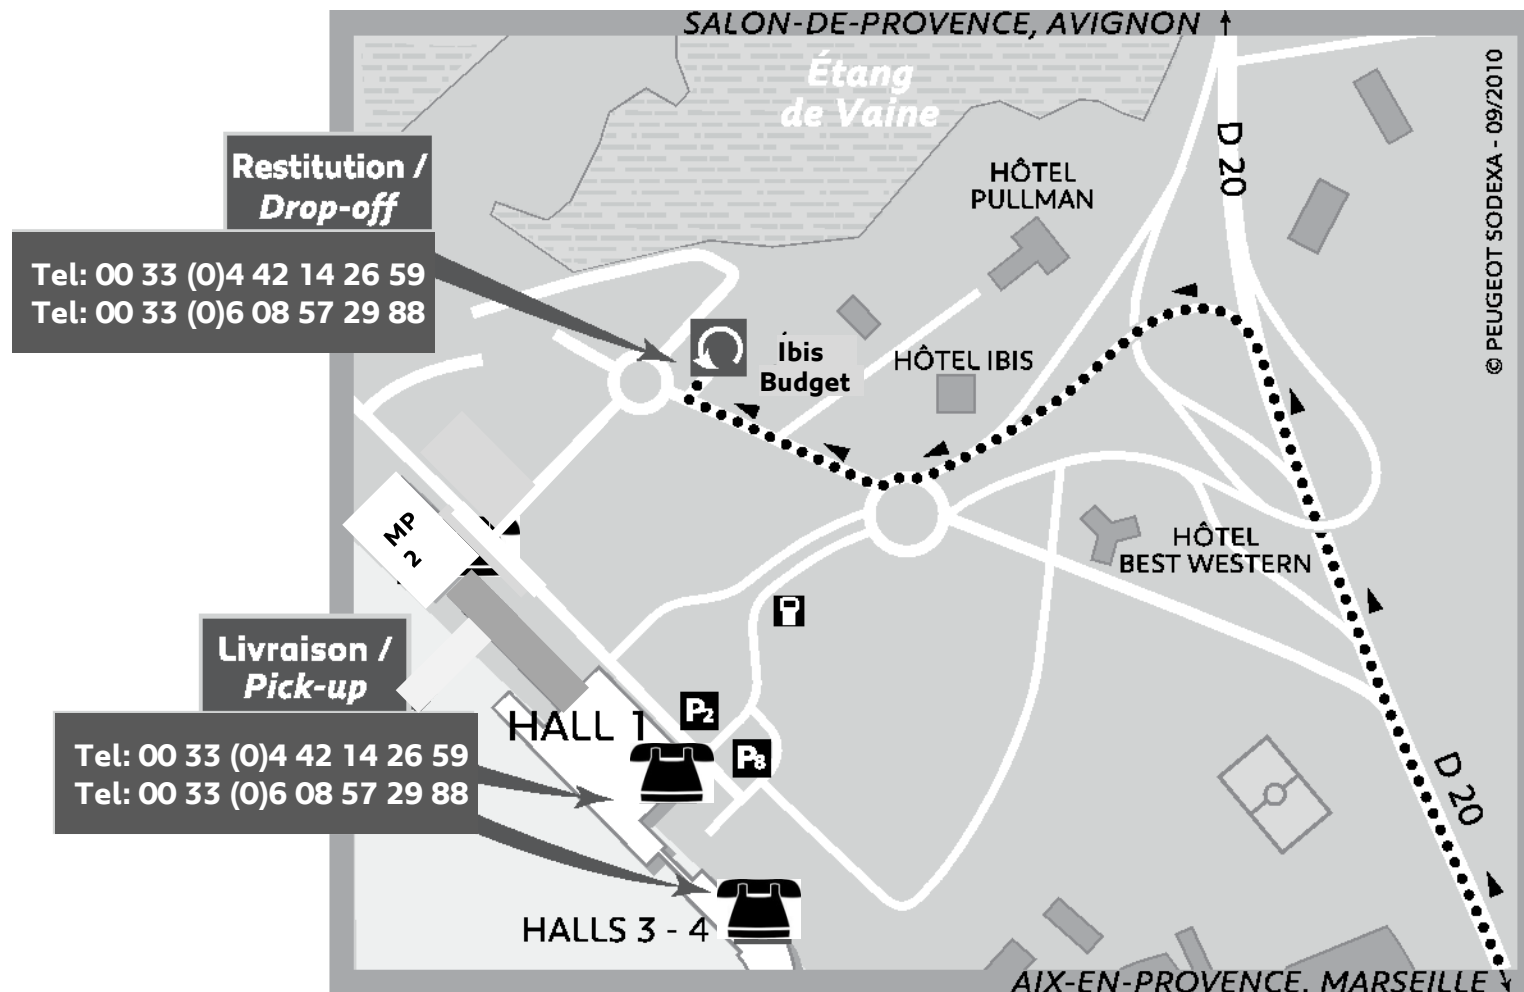 SALON-DE-PROVENCE, AVIGNON
Étang
de Vaine
© PEUGEOT SODEXA - 09/2010
D 20
Restitution /
Drop-off
HÔTEL
PULLMAN
Tel: 00 33 (0)4 42 14 26 59
Tel: 00 33 (0)6 08 57 29 88
Íbis
Budget
HÔTEL IBIS
MP
2
HÔTEL
BEST WESTERN
Livraison /
Pick-up
P2
HALL 1
P8
Tel: 00 33 (0)4 42 14 26 59
Tel: 00 33 (0)6 08 57 29 88
D 20
HALLS 3 - 4
AIX-EN-PROVENCE, MARSEILLE